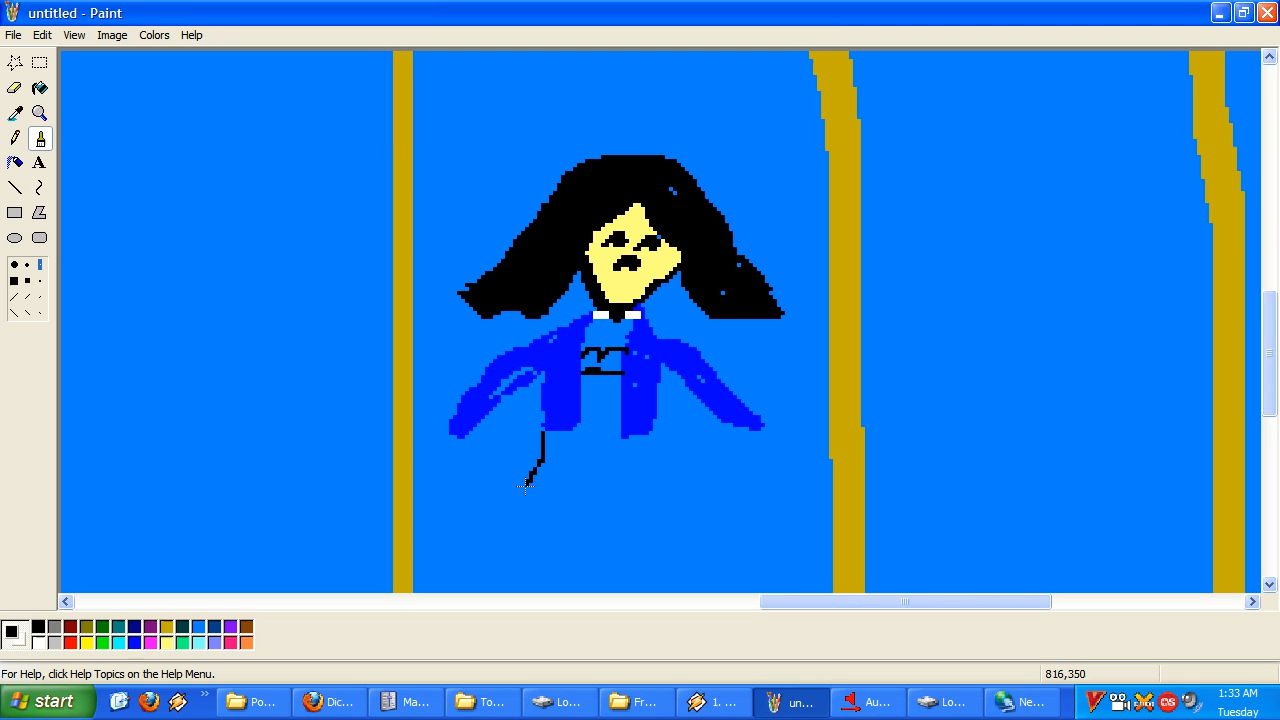 untitled - Paint
File Edit View Image Colors Help
A
For Help, click Help Topics on the Help Menu.
816,350
start
»
Po...
Dic...
Ma...
To...
Lo...
Fr...
1. ...
un...
Au...
Lo...
Ne...
1:33 AM
Tuesday